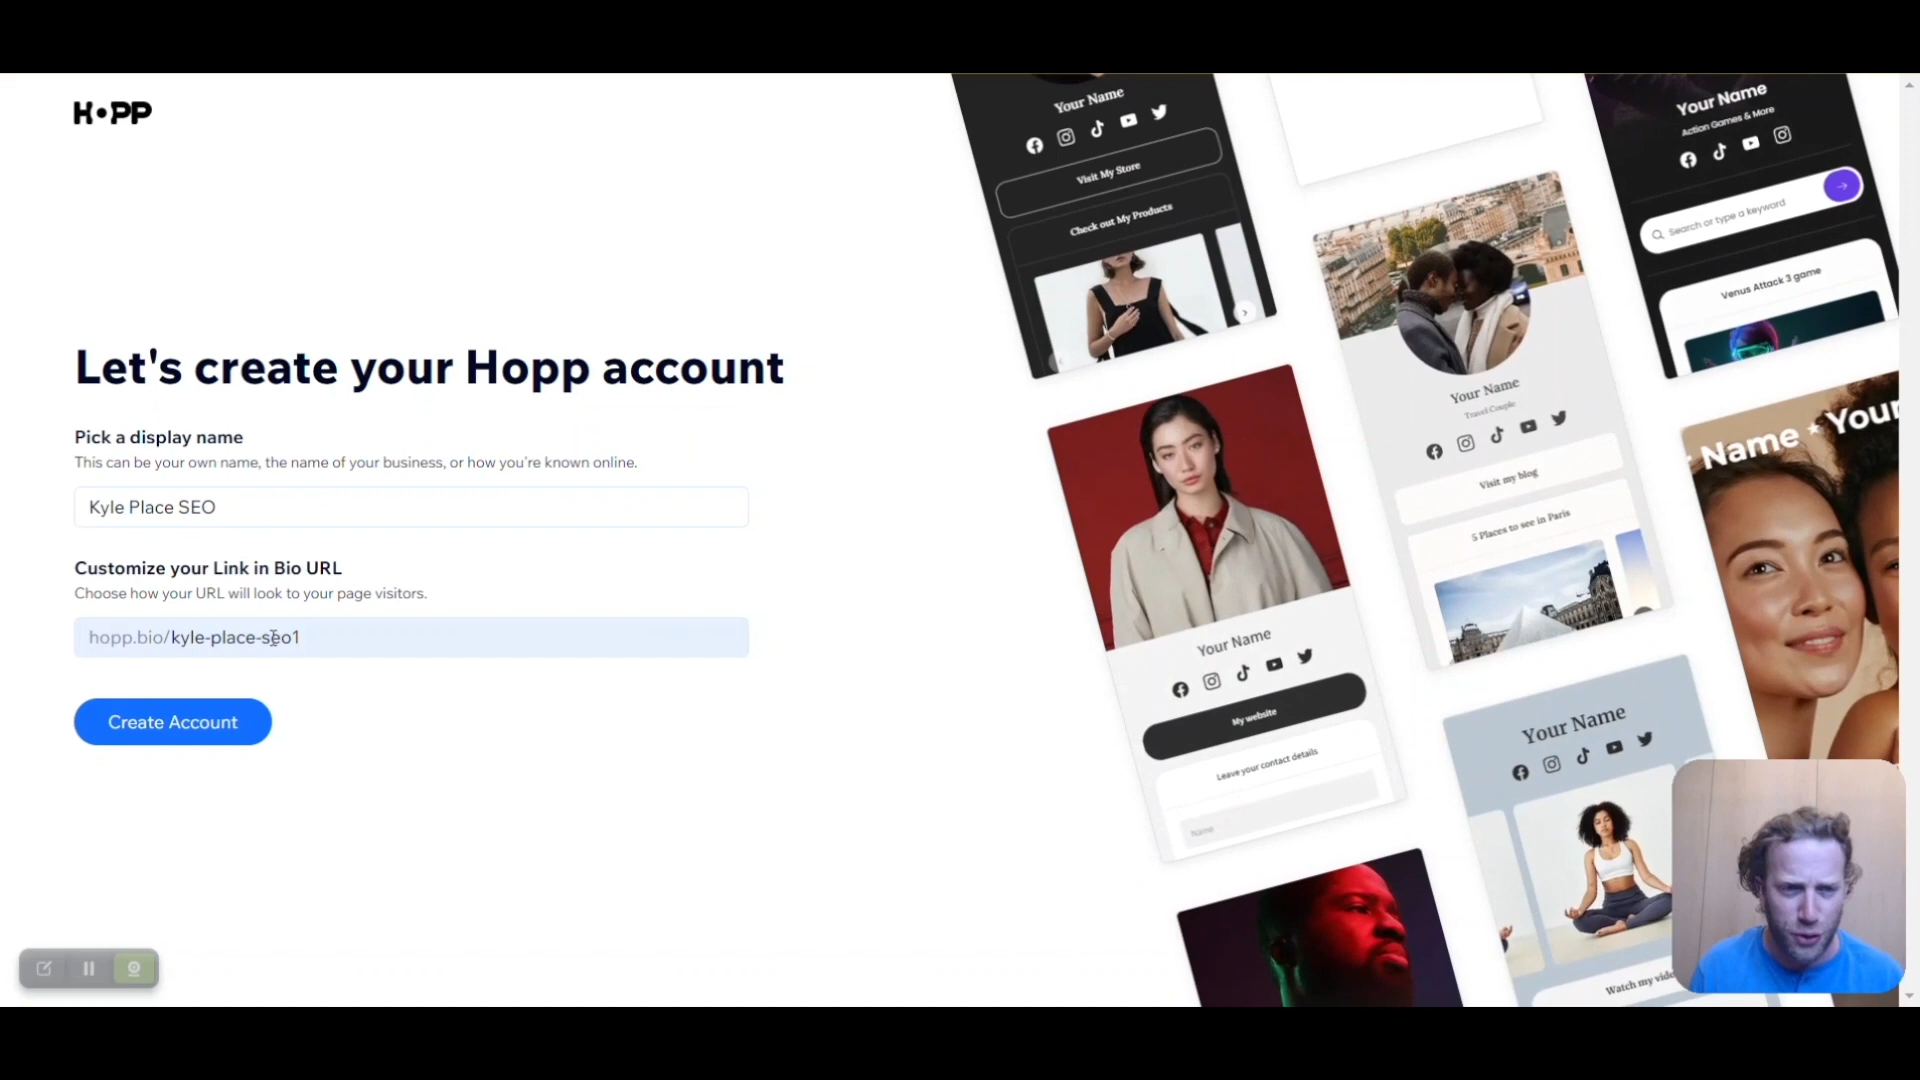 HOPP
Let's create your Hopp account
Pick a display name
This can be your own name, the name of your business, or how you're known online.
Kyle Place SEO
Customize your Link in Bio URL
Choose how your URL will look to your page visitors.
hopp.bio/kyle-place-seo1
Create Account
Your Name
Visit My Store
Check out My Products
Your Name
Travel Couple
Visit my blog
5 Places to see in Paris
Your Name
Action Games & More
Search or type a keyword
Venus Attack 3 game
Your Name
My website
Leave your contact details
Name
Name * Your
Your Name
Watch my